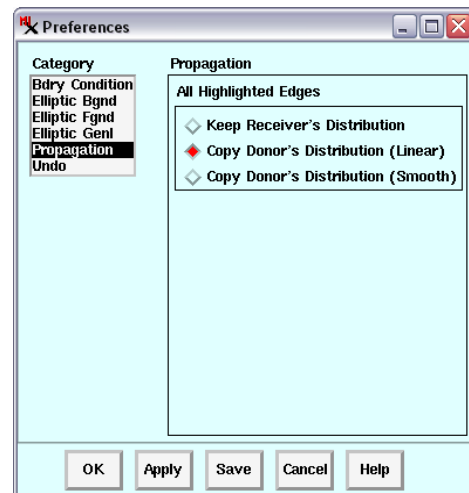 Preferences
Category
Bdry Condition
Elliptic Bgnd
Elliptic Fgnd
Elliptic Genl
Propagation
Undo
Propagation
All Highlighted Edges
Keep Receiver's Distribution
Copy Donor's Distribution (Linear)
Copy Donor's Distribution (Smooth)
OK Apply Save Cancel Help